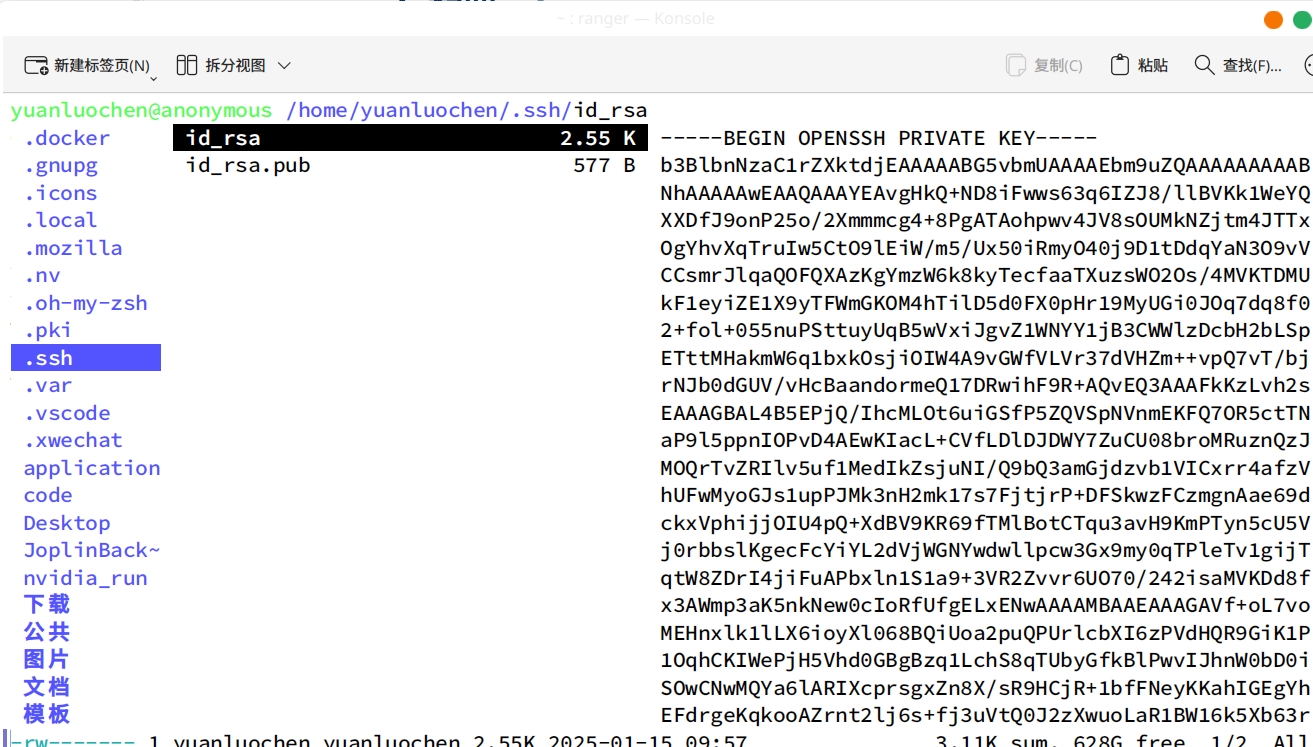 ~ : ranger — Konsole
新建标签页(N)
拆分视图
复制(C)
粘贴
查找(F)...
yuanluochen@anonymous /home/yuanluochen/.ssh/id_rsa
.docker
.gnupg
.icons
.local
.mozilla
.nv
.oh-my-zsh
.pki
.ssh
.var
.vscode
.xwechat
application
code
Desktop
JoplinBack~
nvidia_run
下载
公共
图片
文档
模板
id_rsa 2.55 K
id_rsa.pub 577 B
-----BEGIN OPENSSH PRIVATE KEY-----
b3BlbnNzaC1rZXktdjEAAAAABG5vbmUAAAAEbm9uZQAAAAAAAAAB
NhAAAAAwEAAQAAAYEAvgHkQ+ND8iFwws63q6IZJ8/llBVKk1WeYQ
XXDfJ9onP25o/2Xmmmcg4+8PgATAohpwv4JV8sOUMkNZjtm4JTTx
OgYhvXqTruIw5CtO9lEiW/m5/Ux50iRmyO40j9D1tDdqYaN3O9vV
CCsmrJlqaQOFQXAzKgYmzW6k8kyTecfaaTXuzsWO2Os/4MVKTDMU
kF1eyiZE1X9yTFWmGKOM4hTilD5d0FX0pHr19MyUGi0JOq7dq8f0
2+fol+055nuPSttuyUqB5wVxiJgvZ1WNYY1jB3CWWlzDcbH2bLSp
ETttMHakmW6q1bxkOsjiOIW4A9vGWfVLVr37dVHZm++vpQ7vT/bj
rNJb0dGUV/vHcBaandormeQ17DRwihF9R+AQvEQ3AAAFkKzLvh2s
EAAAGBAL4B5EPjQ/IhcMLOt6uiGSfP5ZQVSpNVnmEKFQ7OR5ctTN
aP9l5ppnIOPvD4AEwKIacL+CVfLDlDJDWY7ZuCU08broMRuznQzJ
MOQrTvZRIlv5uf1MedIkZsjuNI/Q9bQ3amGjdzvb1VICxrr4afzV
hUFwMyoGJs1upPJMk3nH2mk17s7FjtjrP+DFSkwzFCzmgnAae69d
ckxVphijjOIU4pQ+XdBV9KR69fTMlBotCTqu3avH9KmPTyn5cU5V
j0rbbslKgecFcYiYL2dVjWGNYwdwllpcw3Gx9my0qTPleTv1gijT
qtW8ZDrI4jiFuAPbxln1S1a9+3VR2Zvvr6UO70/242isaMVKDd8f
x3AWmp3aK5nkNew0cIoRfUfgELxENwAAAAMBAAEAAAGAVf+oL7vo
MEHnxlk1lLX6ioyXl068BQiUoa2puQPUrlcbXI6zPVdHQR9GiK1P
1OqhCKIWePjH5Vhd0GBgBzq1LchS8qTUbyGfkBlPwvIJhnW0bD0i
SOwCNwMQYa6lARIXcprsgxZn8X/sR9HCjR+1bfFNeyKKahIGEgYh
EFdrgeKqkooAZrnt2lj6s+fj3uVtQ0J2zXwuoLaR1BW16k5Xb63r
-rw------- 1 yuanluochen yuanluochen 2.55K 2025-01-15 09:57 3.11K sum, 628G free 1/2 All